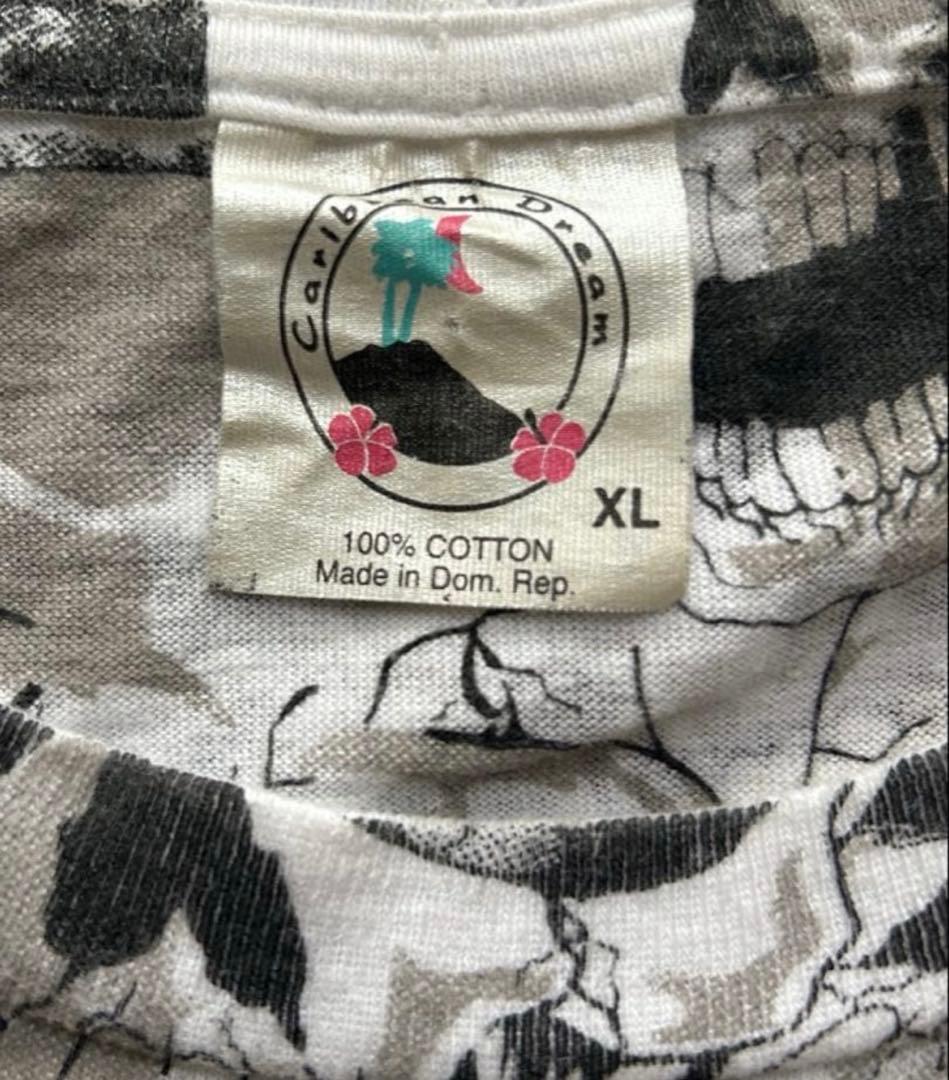 Caribbean Dream
XL
100% COTTON
Made in Dom. Rep.